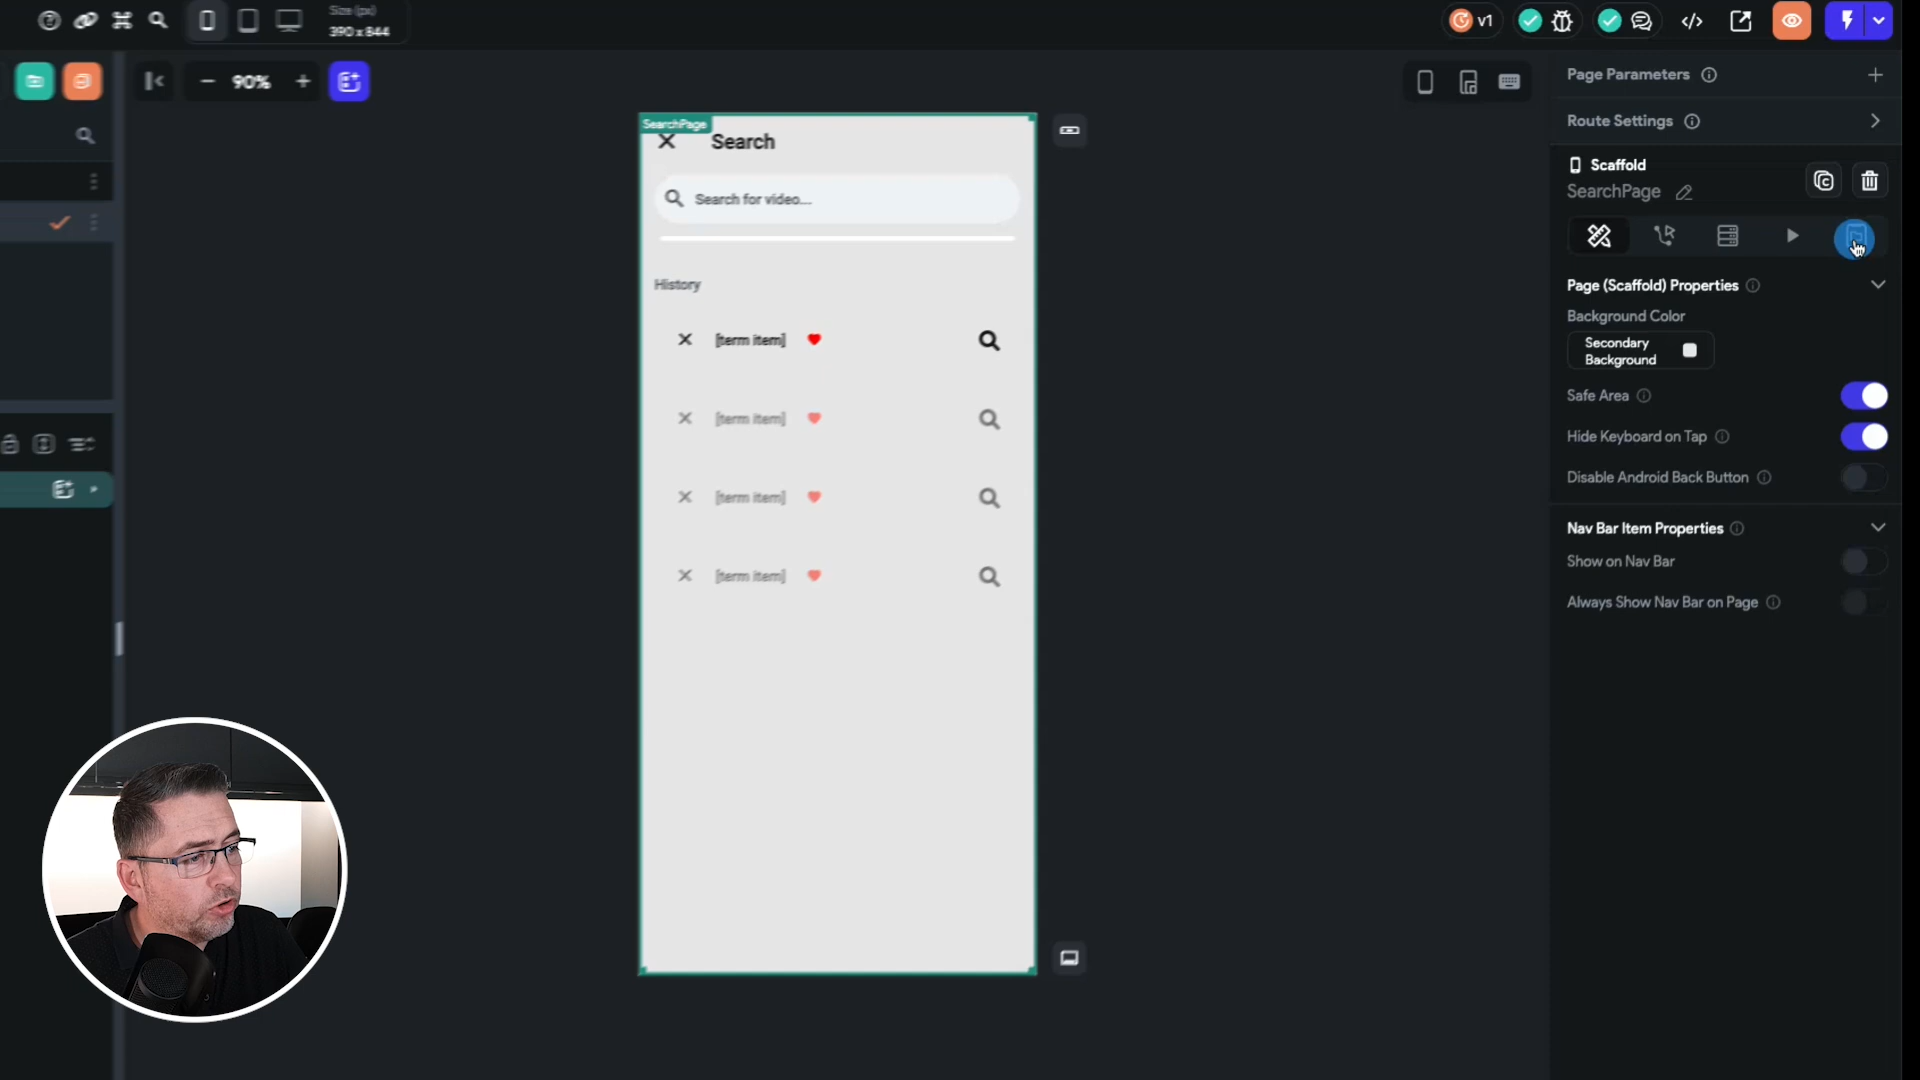 Size (px)
390 x 844
v1
90%
Page Parameters
Route Settings
Scaffold
SearchPage
Page (Scaffold) Properties
Background Color
Secondary
Background
Safe Area
Hide Keyboard on Tap
Disable Android Back Button
Nav Bar Item Properties
Show on Nav Bar
Always Show Nav Bar on Page
SearchPage
Search
Search for video...
History
[term item]
[term item]
[term item]
[term item]